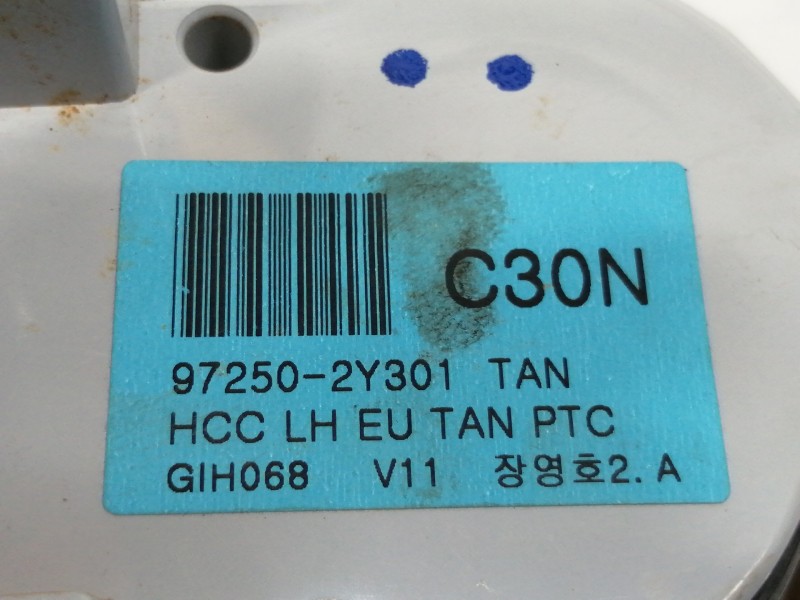 C30N
97250-2Y301 TAN
HCC LH EU TAN PTC
GIH068 V11 장영호2. A